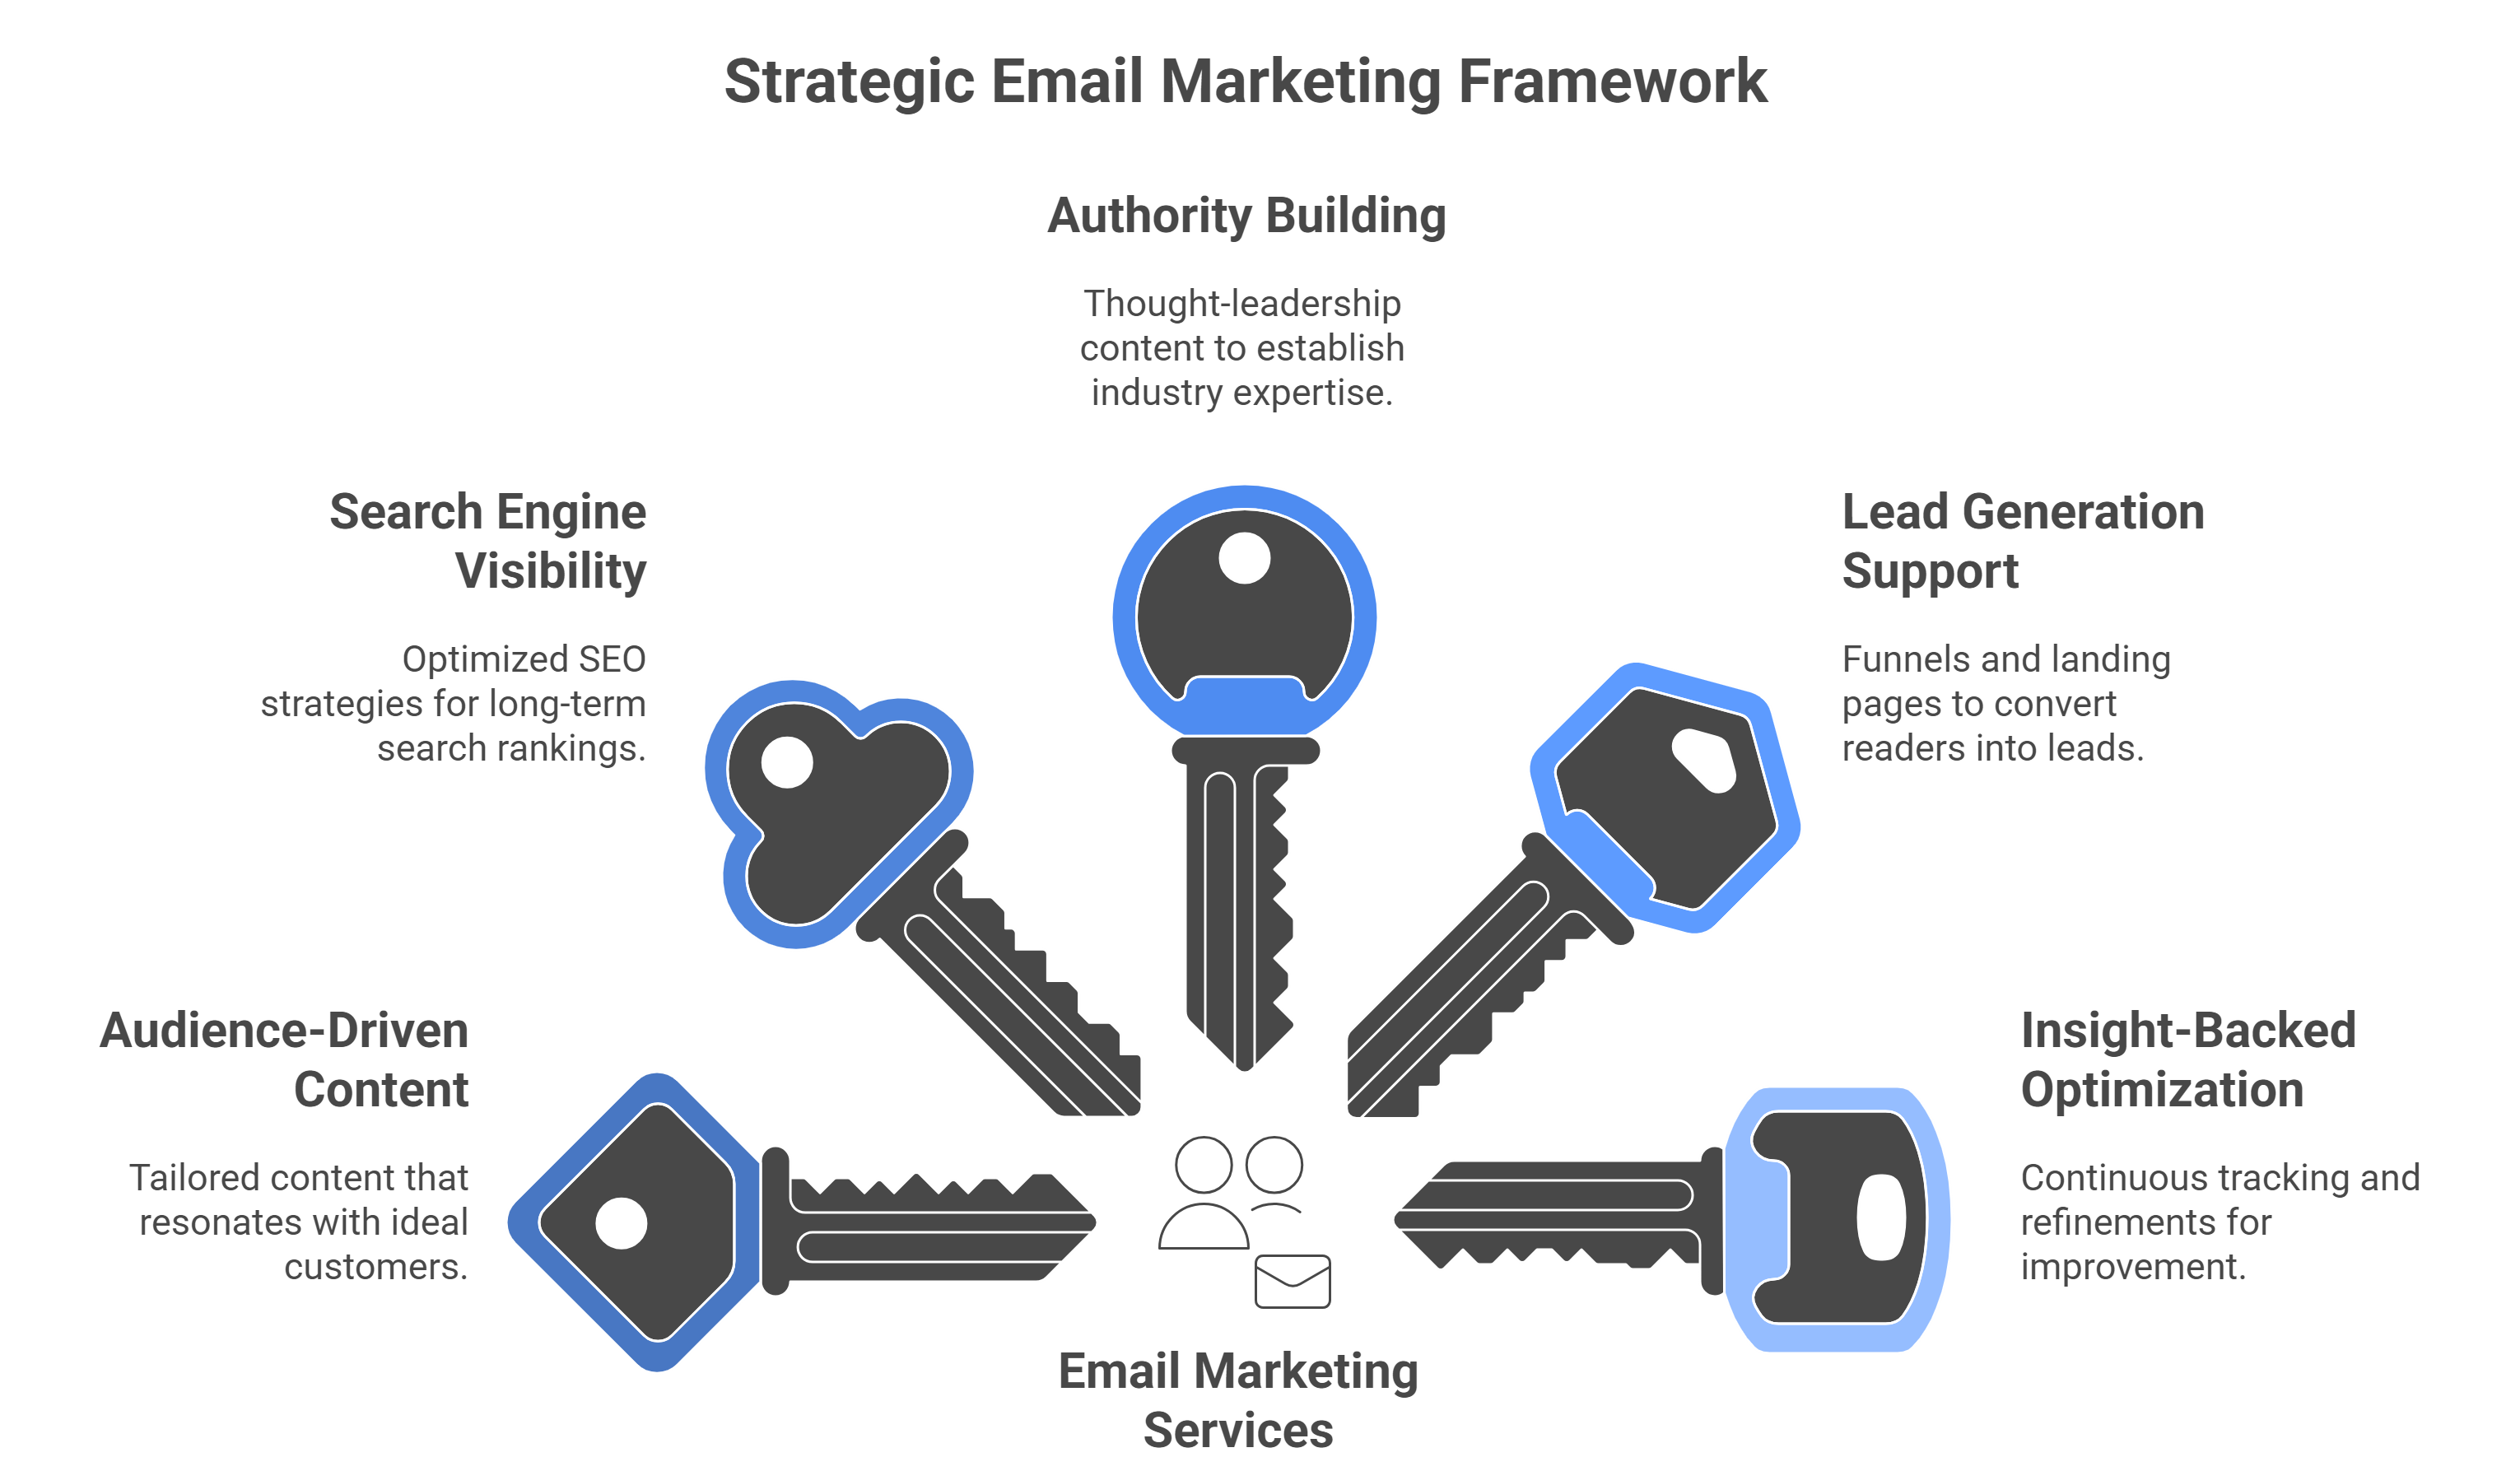 Strategic Email Marketing Framework
Authority Building
Thought-leadership
content to establish
industry expertise.
Search Engine
Visibility
Optimized SEO
strategies for long-term
search rankings.
Lead Generation
Support
Funnels and landing
pages to convert
readers into leads.
Audience-Driven
Content
Tailored content that
resonates with ideal
customers.
Insight-Backed
Optimization
Continuous tracking and
refinements for
improvement.
Email Marketing
Services